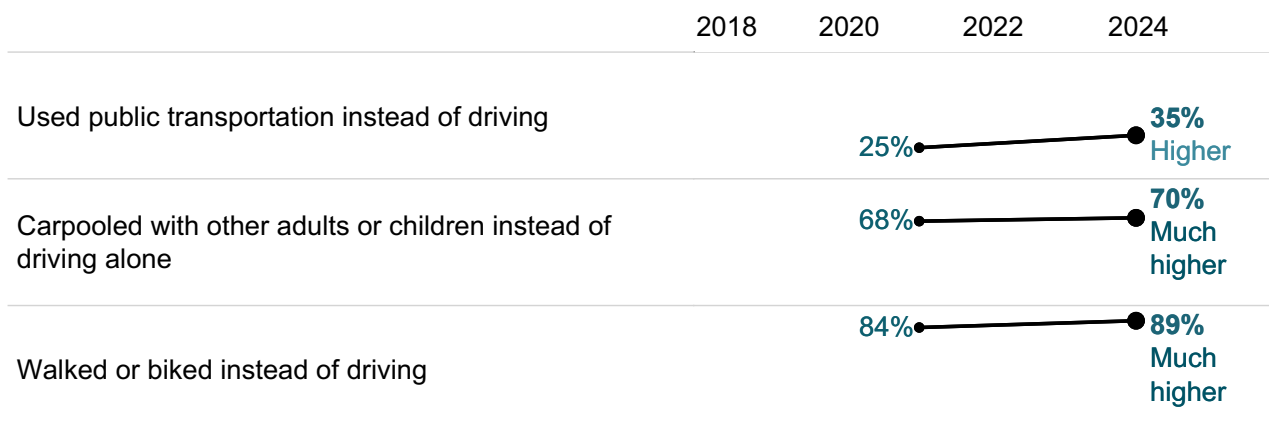 2018 2020 2022 2024
Used public transportation instead of driving
25%
35%
Higher
Carpooled with other adults or children instead of
driving alone
68%
70%
Much
higher
Walked or biked instead of driving
84%
89%
Much
higher